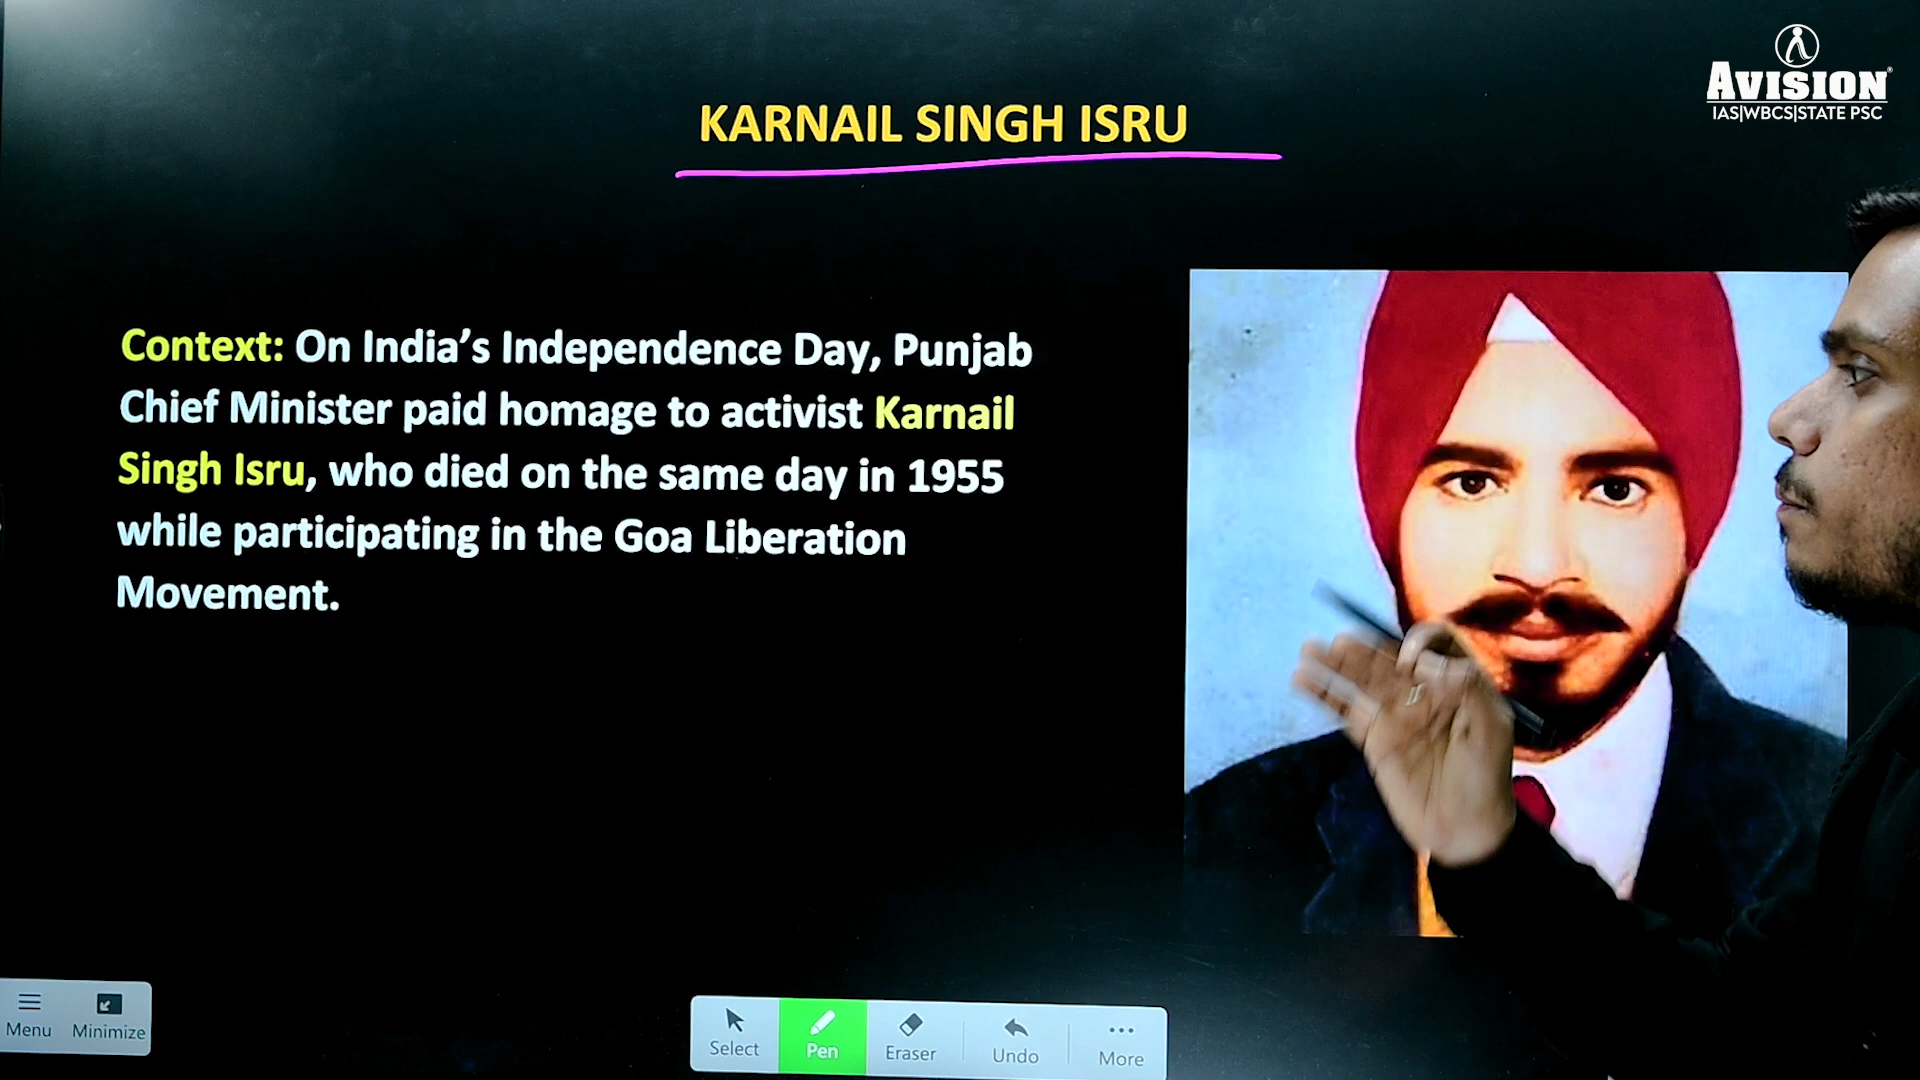 AVISION
IAS|WBCS|STATE PSC
KARNAIL SINGH ISRU
Context: On India’s Independence Day, Punjab
Chief Minister paid homage to activist Karnail
Singh Isru, who died on the same day in 1955
while participating in the Goa Liberation
Movement.
Menu
Minimize
Select
Pen
Eraser
Undo
More